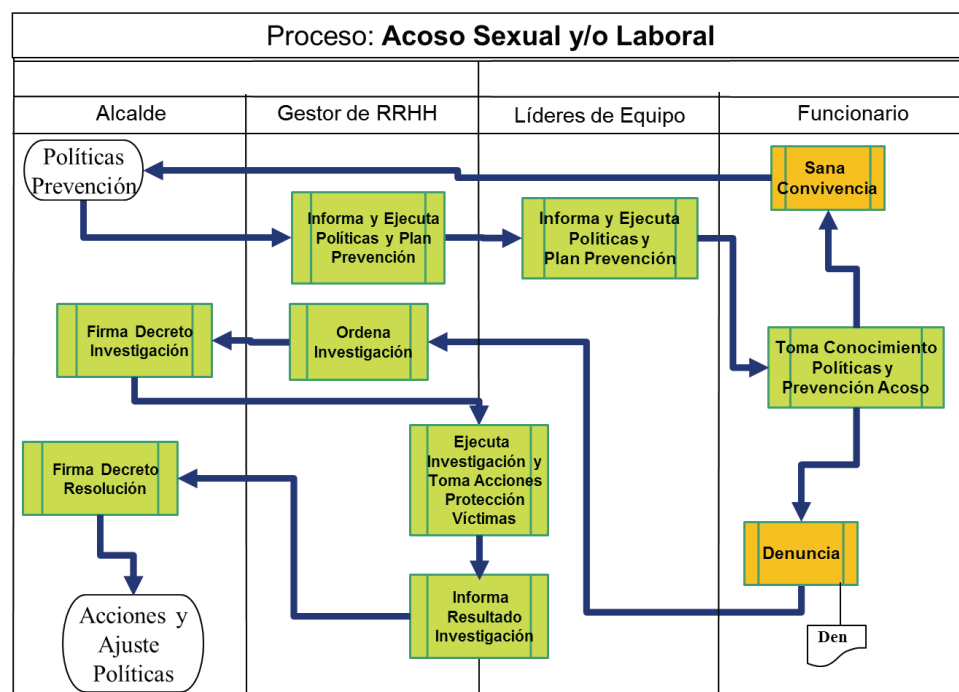 Proceso: Acoso Sexual y/o Laboral
Alcalde
Gestor de RRHH
Líderes de Equipo
Funcionario
Políticas
Prevención
Sana
Convivencia
Informa y Ejecuta
Políticas y Plan
Prevención
Informa y Ejecuta
Políticas y
Plan Prevención
Firma Decreto
Investigación
Ordena
Investigación
Toma Conocimiento
Políticas y
Prevención Acoso
Ejecuta
Investigación y
Toma Acciones
Protección
Víctimas
Firma Decreto
Resolución
Denuncia
Informa
Resultado
Investigación
Acciones y
Ajuste
Políticas
Den